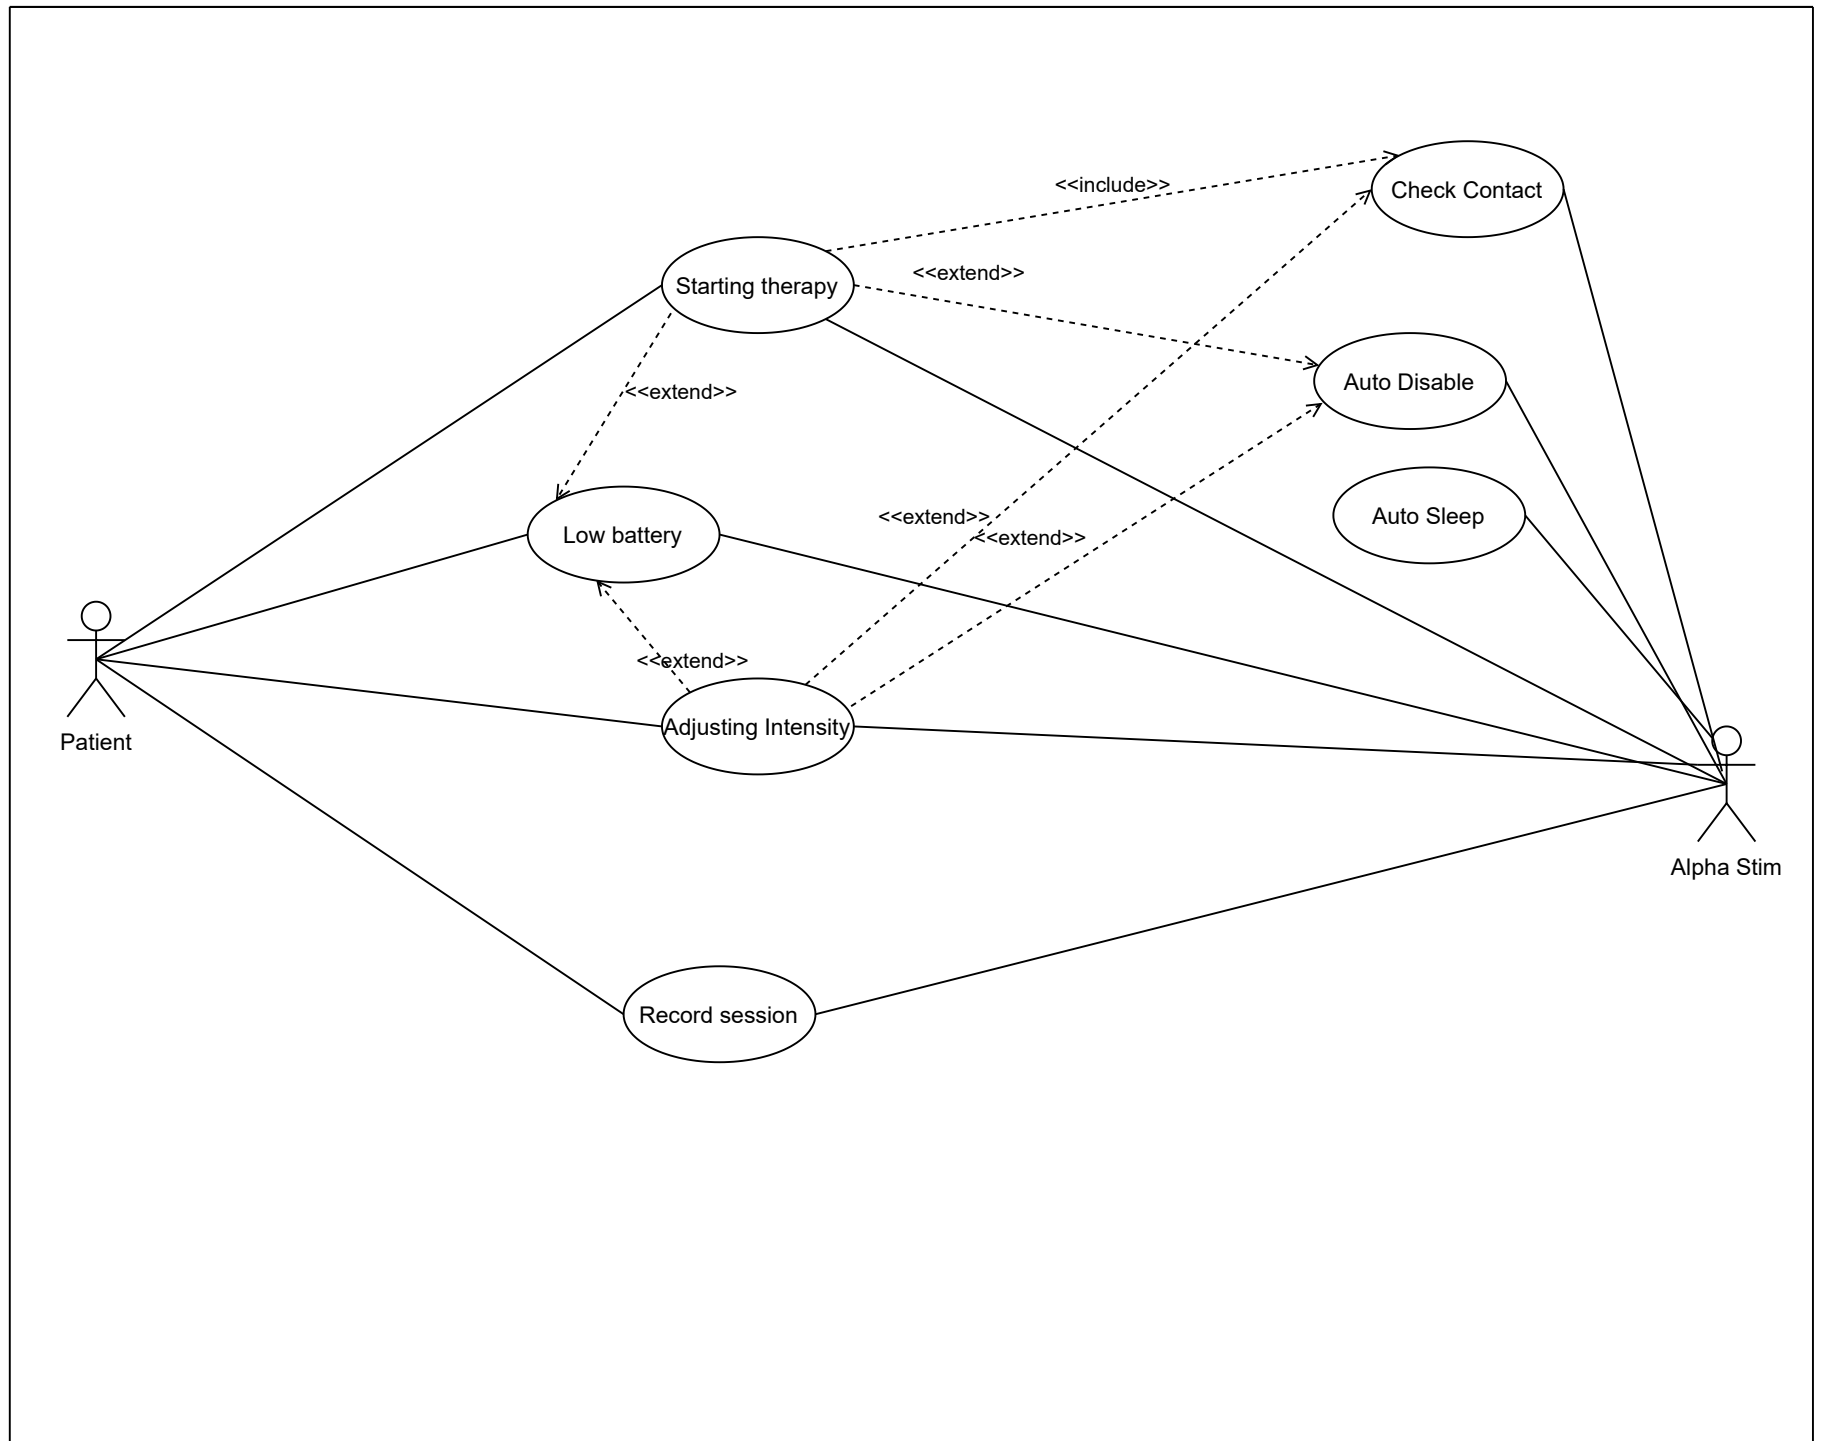 <<include>>
Check Contact
<<extend>>
Starting therapy
Auto Disable
<<extend>>
<<extend>>
Auto Sleep
Low battery
<<extend>>
<<extend>>
Adjusting Intensity
Patient
Alpha Stim
Record session